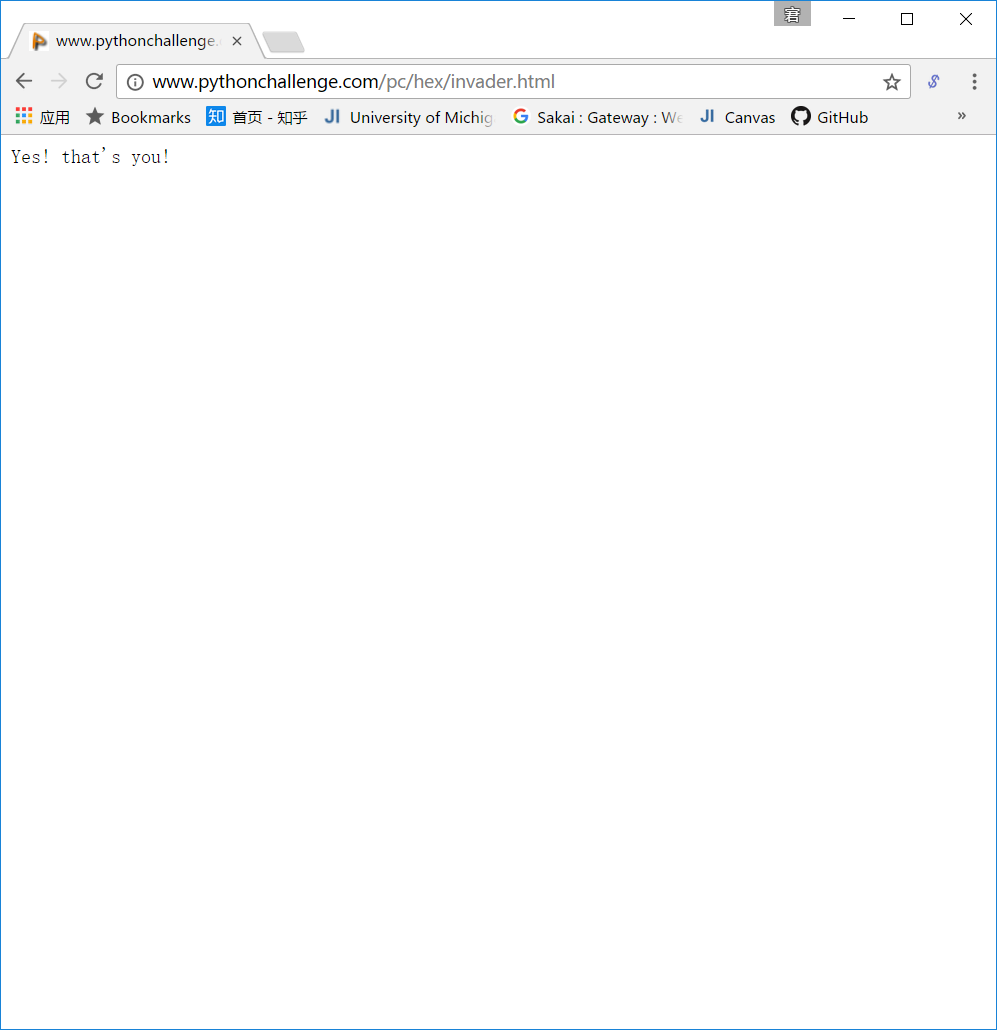 www.pythonchallenge.
www.pythonchallenge.com/pc/hex/invader.html
应用 Bookmarks 知 首页 - 知乎 JI University of Michig G Sakai : Gateway : We JI Canvas GitHub »
Yes! that's you!